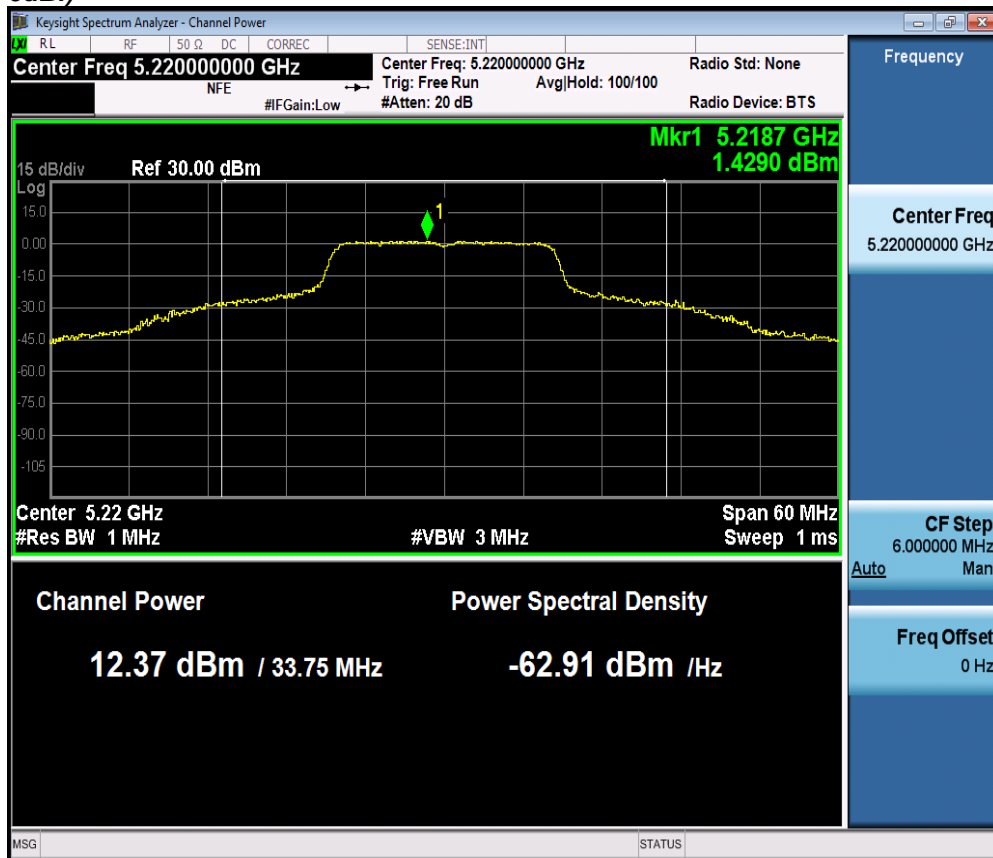 Keysight Spectrum Analyzer - Channel Power
LXI RL RF 50 Ω DC CORREC SENSE:INT
Center Freq 5.220000000 GHz
NFE
#IFGain:Low
Center Freq: 5.220000000 GHz
Trig: Free Run Avg|Hold: 100/100
#Atten: 20 dB
Radio Std: None
Radio Device: BTS
Mkr1 5.2187 GHz
1.4290 dBm
15 dB/div Ref 30.00 dBm
Log
15.0
0.00
-15.0
-30.0
-45.0
-60.0
-75.0
-90.0
-105
1
Center 5.22 GHz Span 60 MHz
#Res BW 1 MHz #VBW 3 MHz Sweep 1 ms
Channel Power Power Spectral Density
12.37 dBm / 33.75 MHz -62.91 dBm /Hz
Frequency
Center Freq
5.220000000 GHz
CF Step
6.000000 MHz
Auto Man
Freq Offset
0 Hz
MSG STATUS